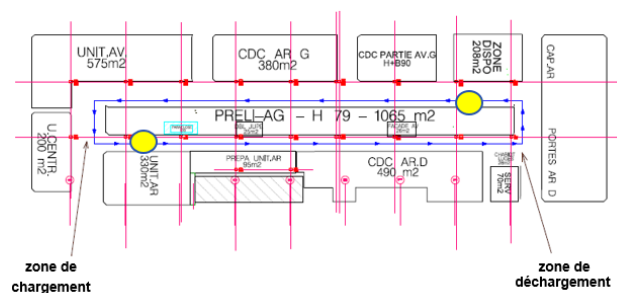 UNIT.AV.
575m2
CDC AR G
380m2
CDC PARTIE AV.G
H+B90
ZONE
DISPO
208m2
CAP.AR
PORTES AR D
PRELI-AG - H 79 - 1065 m2
U.CENTR.
200 m2
UNIT.AR
330m2
PREPA UNIT.AR
95m2
CDC AR.D
490 m2
SERV
70m2
zone de
chargement
zone de
déchargement